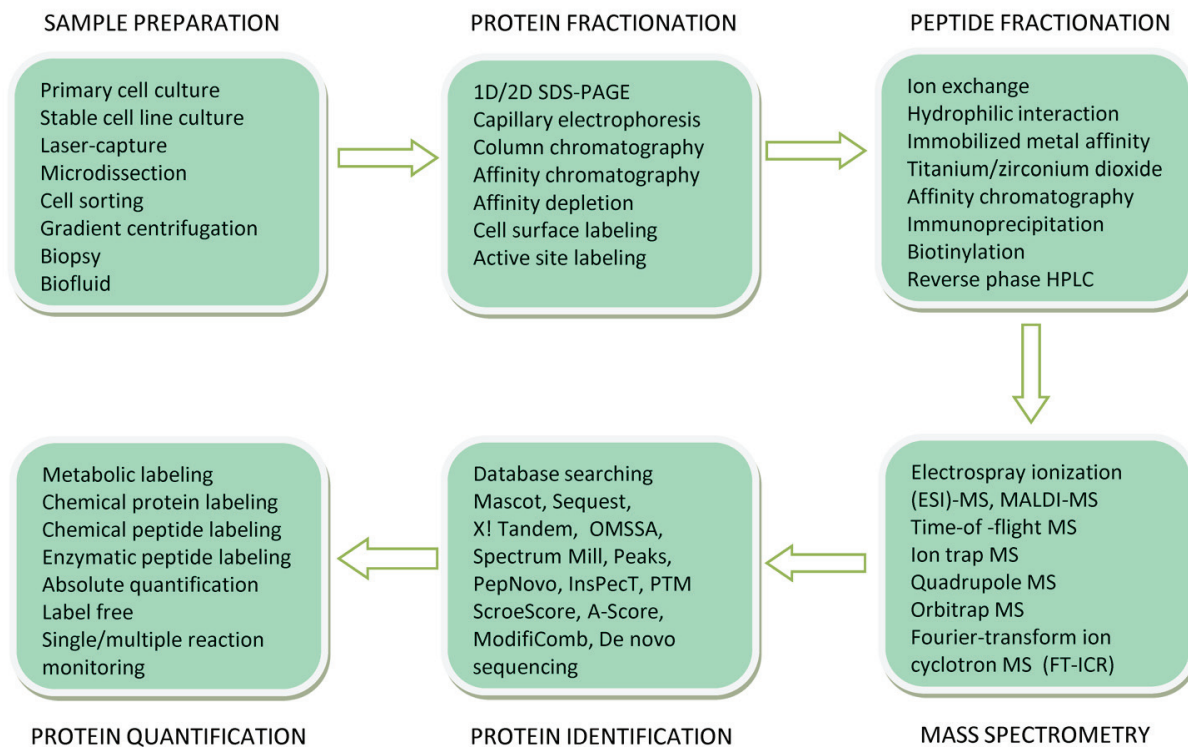 SAMPLE PREPARATION
Primary cell culture
Stable cell line culture
Laser-capture
Microdissection
Cell sorting
Gradient centrifugation
Biopsy
Biofluid
PROTEIN FRACTIONATION
1D/2D SDS-PAGE
Capillary electrophoresis
Column chromatography
Affinity chromatography
Affinity depletion
Cell surface labeling
Active site labeling
PEPTIDE FRACTIONATION
Ion exchange
Hydrophilic interaction
Immobilized metal affinity
Titanium/zirconium dioxide
Affinity chromatography
Immunoprecipitation
Biotinylation
Reverse phase HPLC
Electrospray ionization
(ESI)-MS, MALDI-MS
Time-of -flight MS
Ion trap MS
Quadrupole MS
Orbitrap MS
Fourier-transform ion
cyclotron MS  (FT-ICR)
MASS SPECTROMETRY
Database searching
Mascot, Sequest,
X! Tandem,  OMSSA,
Spectrum Mill, Peaks,
PepNovo, InsPecT, PTM
ScroeScore, A-Score,
ModifiComb, De novo
sequencing
PROTEIN IDENTIFICATION
Metabolic labeling
Chemical protein labeling
Chemical peptide labeling
Enzymatic peptide labeling
Absolute quantification
Label free
Single/multiple reaction
monitoring
PROTEIN QUANTIFICATION